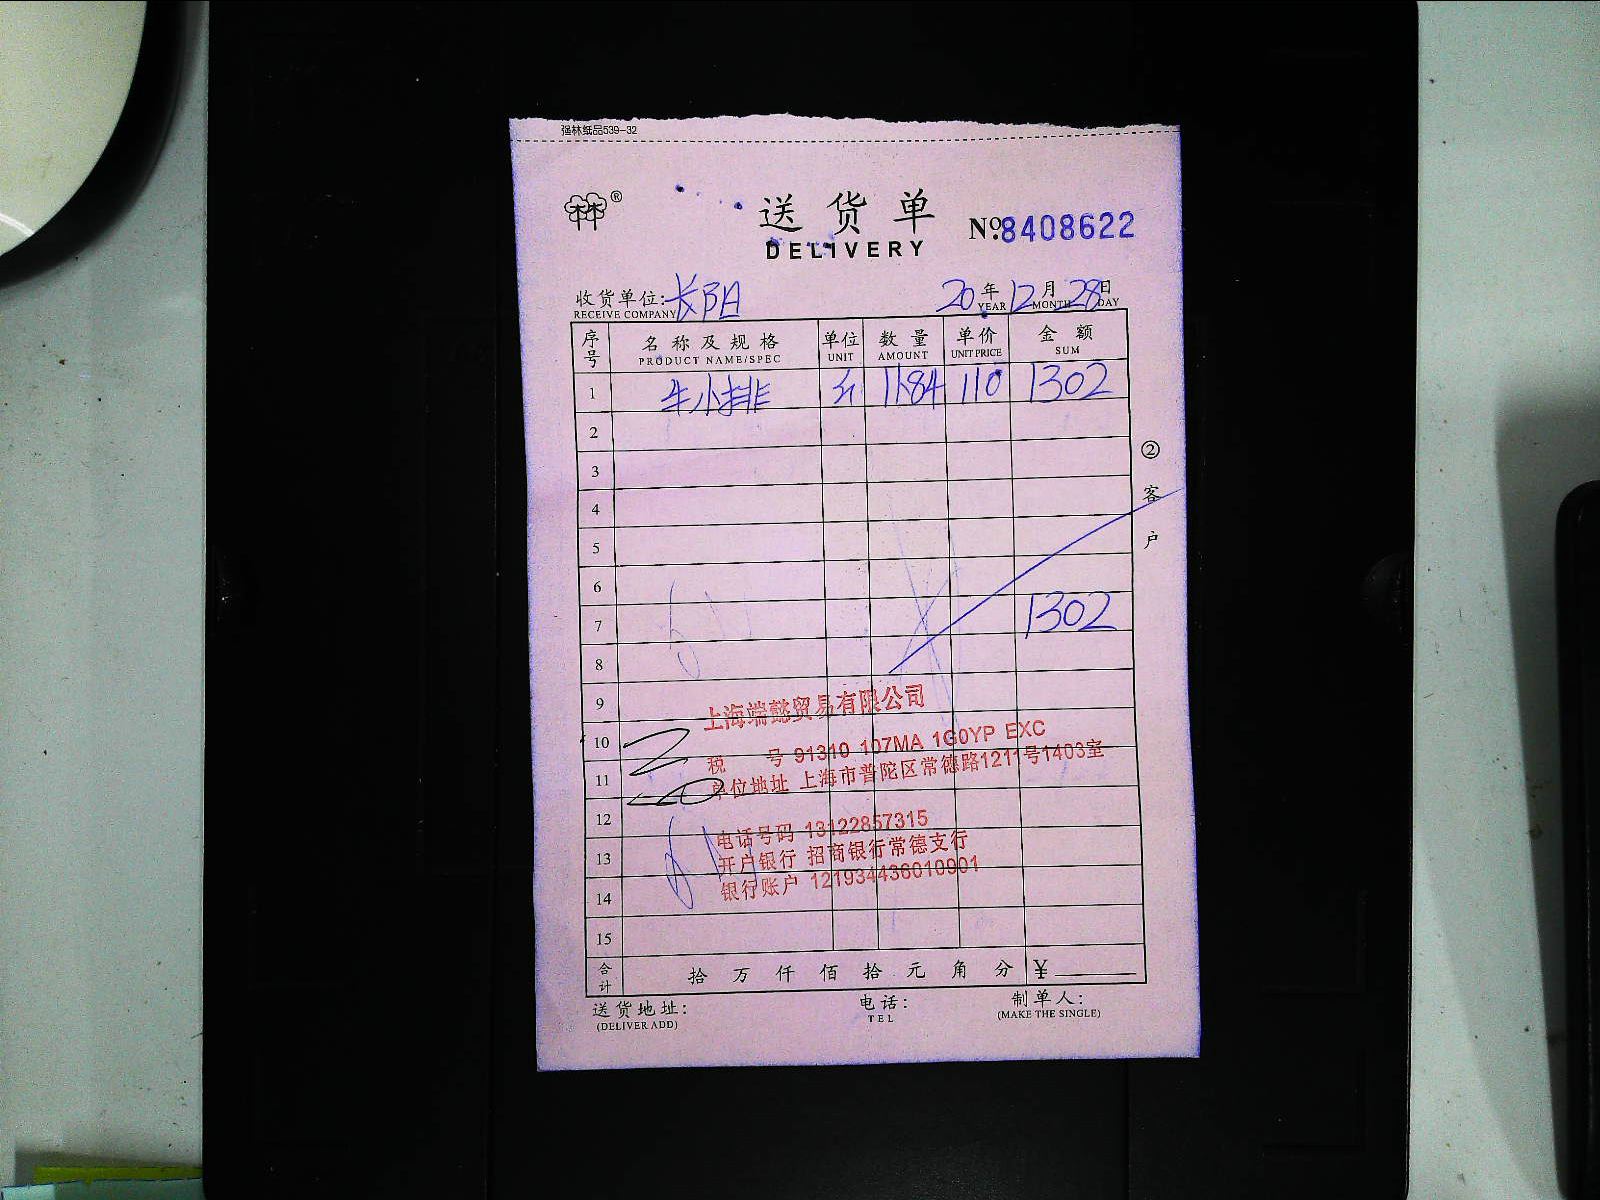 强林纸品539-32
林林®
送货单
DELIVERY
No.8408622
收货单位:长阳
RECEIVE COMPANY
20年12月28日
YEAR MONTH DAY
序号 名称及规格 单位 数量 单价 金额
PRODUCT NAME/SPEC UNIT AMOUNT UNIT PRICE SUM
1 牛小排 斤 11.84 110 1302
2
3
4
5
6
7 1302
8
9
10
11
12
13
14
15
②客户
上海端懿贸易有限公司
税号 91310 107MA 1G0YP EXC
单位地址 上海市普陀区常德路1211号1403室
电话号码 13122857315
开户银行 招商银行常德支行
银行账户 121934436010901
合计 拾万仟佰拾元角分 ¥
送货地址: 电话: 制单人:
(DELIVER ADD) TEL (MAKE THE SINGLE)